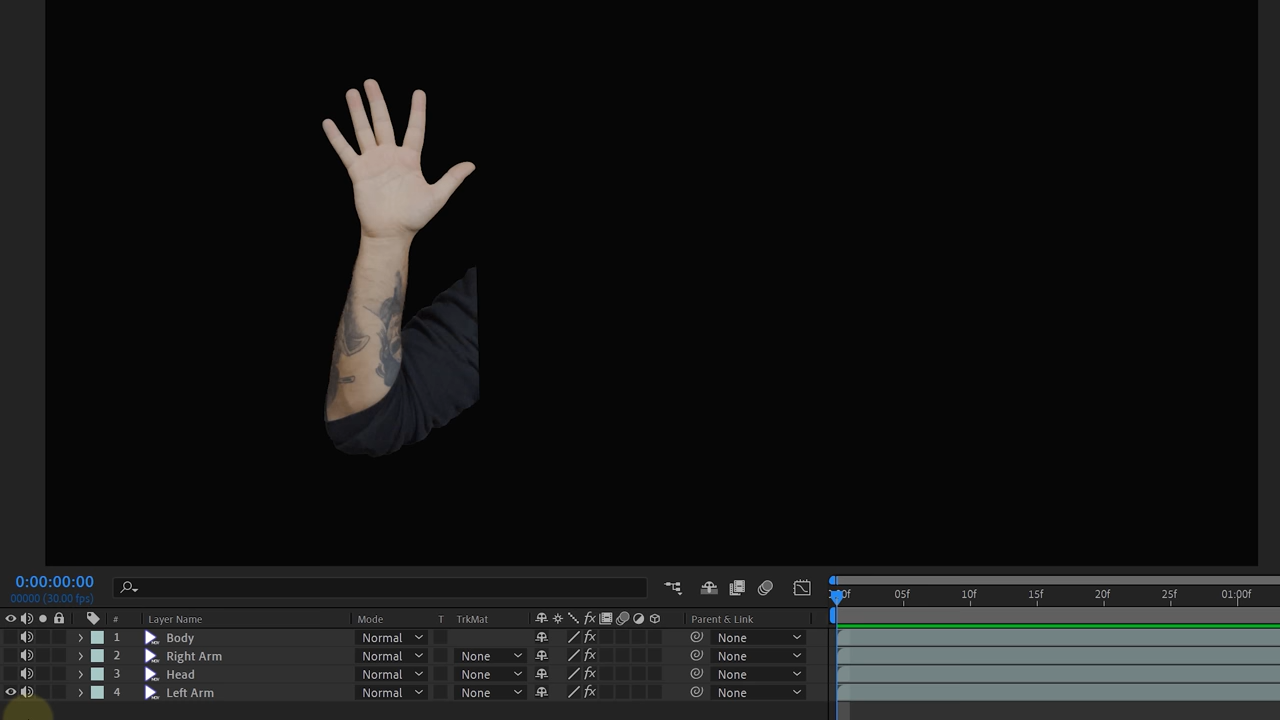 0:00:00:00
00000 (30.00 fps)
05f 10f 15f 20f 01:00f
# Layer Name Mode T TrkMat Parent & Link
1 Body Normal None
2 Right Arm Normal None None
3 Head Normal None None
4 Left Arm Normal None None